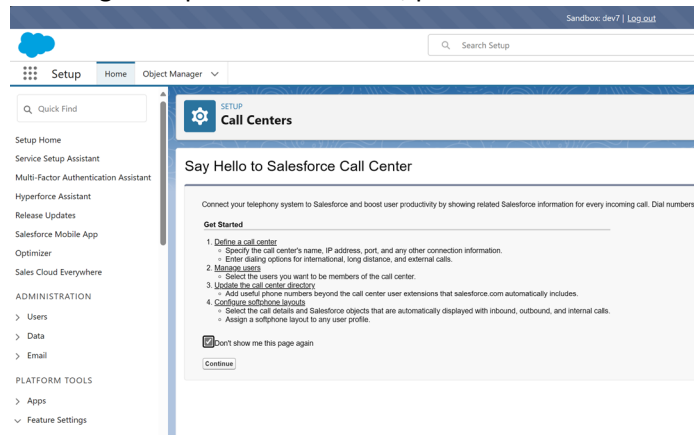 Sandbox: dev7 | Log out
Search Setup
Setup Home Object Manager
Quick Find
Setup Home
Service Setup Assistant
Multi-Factor Authentication Assistant
Hyperforce Assistant
Release Updates
Salesforce Mobile App
Optimizer
Sales Cloud Everywhere
ADMINISTRATION
Users
Data
Email
PLATFORM TOOLS
Apps
Feature Settings
SETUP
Call Centers
Say Hello to Salesforce Call Center
Connect your telephony system to Salesforce and boost user productivity by showing related Salesforce information for every incoming call. Dial numbers
Get Started
1. Define a call center
Specify the call center's name, IP address, port, and any other connection information.
Enter dialing options for international, long distance, and external calls.
2. Manage users
Select the users you want to be members of the call center.
3. Update the call center directory
Add useful phone numbers beyond the call center user extensions that salesforce.com automatically includes.
4. Configure softphone layouts
Select the call details and Salesforce objects that are automatically displayed with inbound, outbound, and internal calls.
Assign a softphone layout to any user profile.
Don't show me this page again
Continue